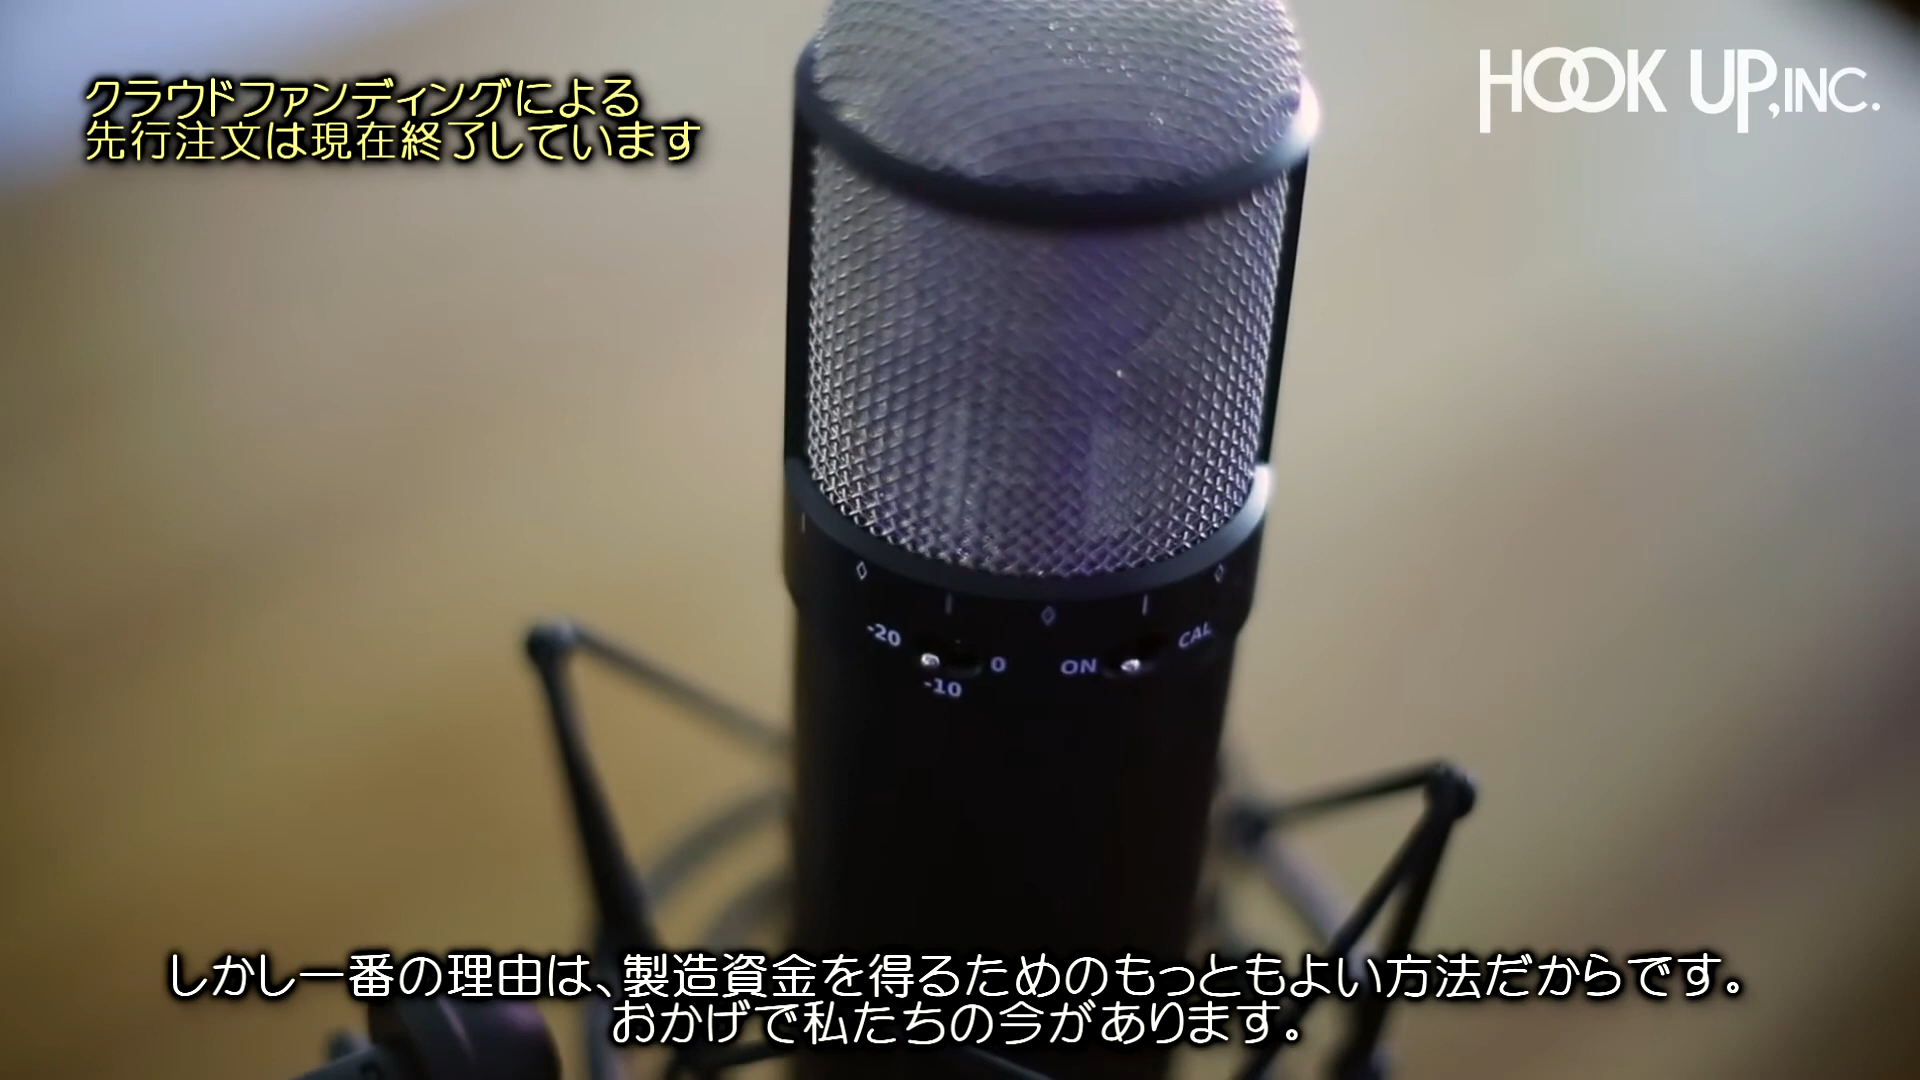 クラウドファンディングによる
先行注文は現在終了しています
HOOK UP,INC.
-20
0
-10
ON
CAL
しかし一番の理由は、製造資金を得るためのもっともよい方法だからです。
おかげで私たちの今があります。